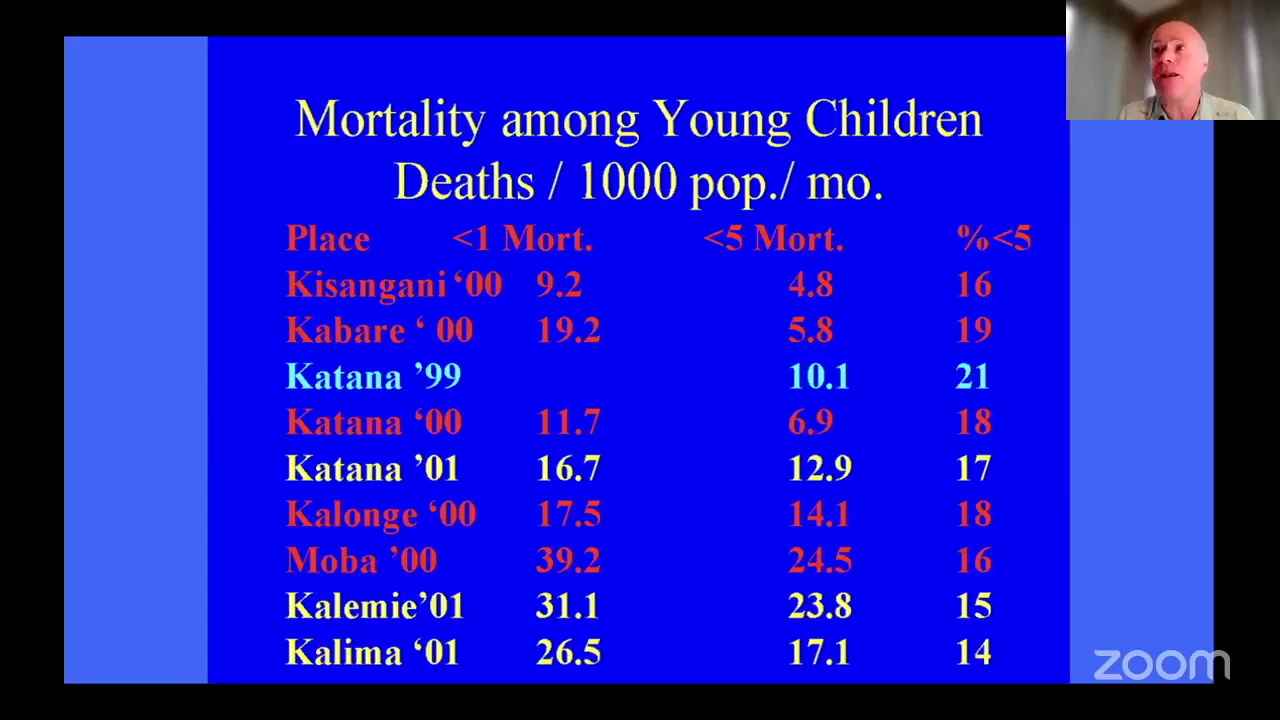 Mortality among Young Children
Deaths / 1000 pop./ mo.
Place <1 Mort. <5 Mort. %<5
Kisangani ‘00 9.2 4.8 16
Kabare ‘ 00 19.2 5.8 19
Katana ’99 10.1 21
Katana ‘00 11.7 6.9 18
Katana ’01 16.7 12.9 17
Kalonge ‘00 17.5 14.1 18
Moba ’00 39.2 24.5 16
Kalemie’01 31.1 23.8 15
Kalima ‘01 26.5 17.1 14
zoom